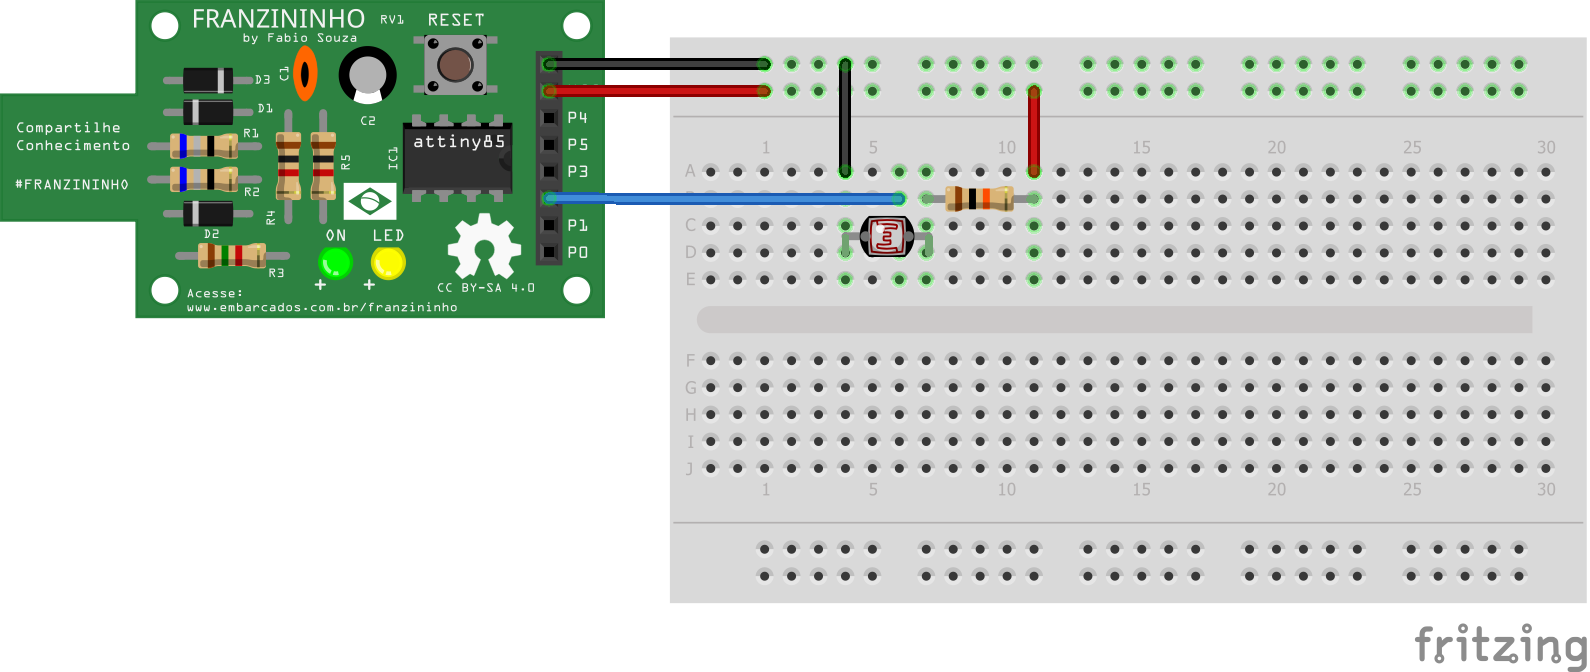 FRANZININHO RV1 RESET
by Fabio Souza
D3
C1
D1
C2
Compartilhe
Conhecimento
#FRANZININHO
R1
R2
R5
R4
IC1
attiny85
P4
P5
P3
P1
P0
D2
ON LED
R3
+ +
CC BY-SA 4.0
Acesse:
www.embarcados.com.br/franzininho
1 5 10 15 20 25 30
A
C
D
E
F
G
H
I
J
1 5 10 15 20 25 30
fritzing